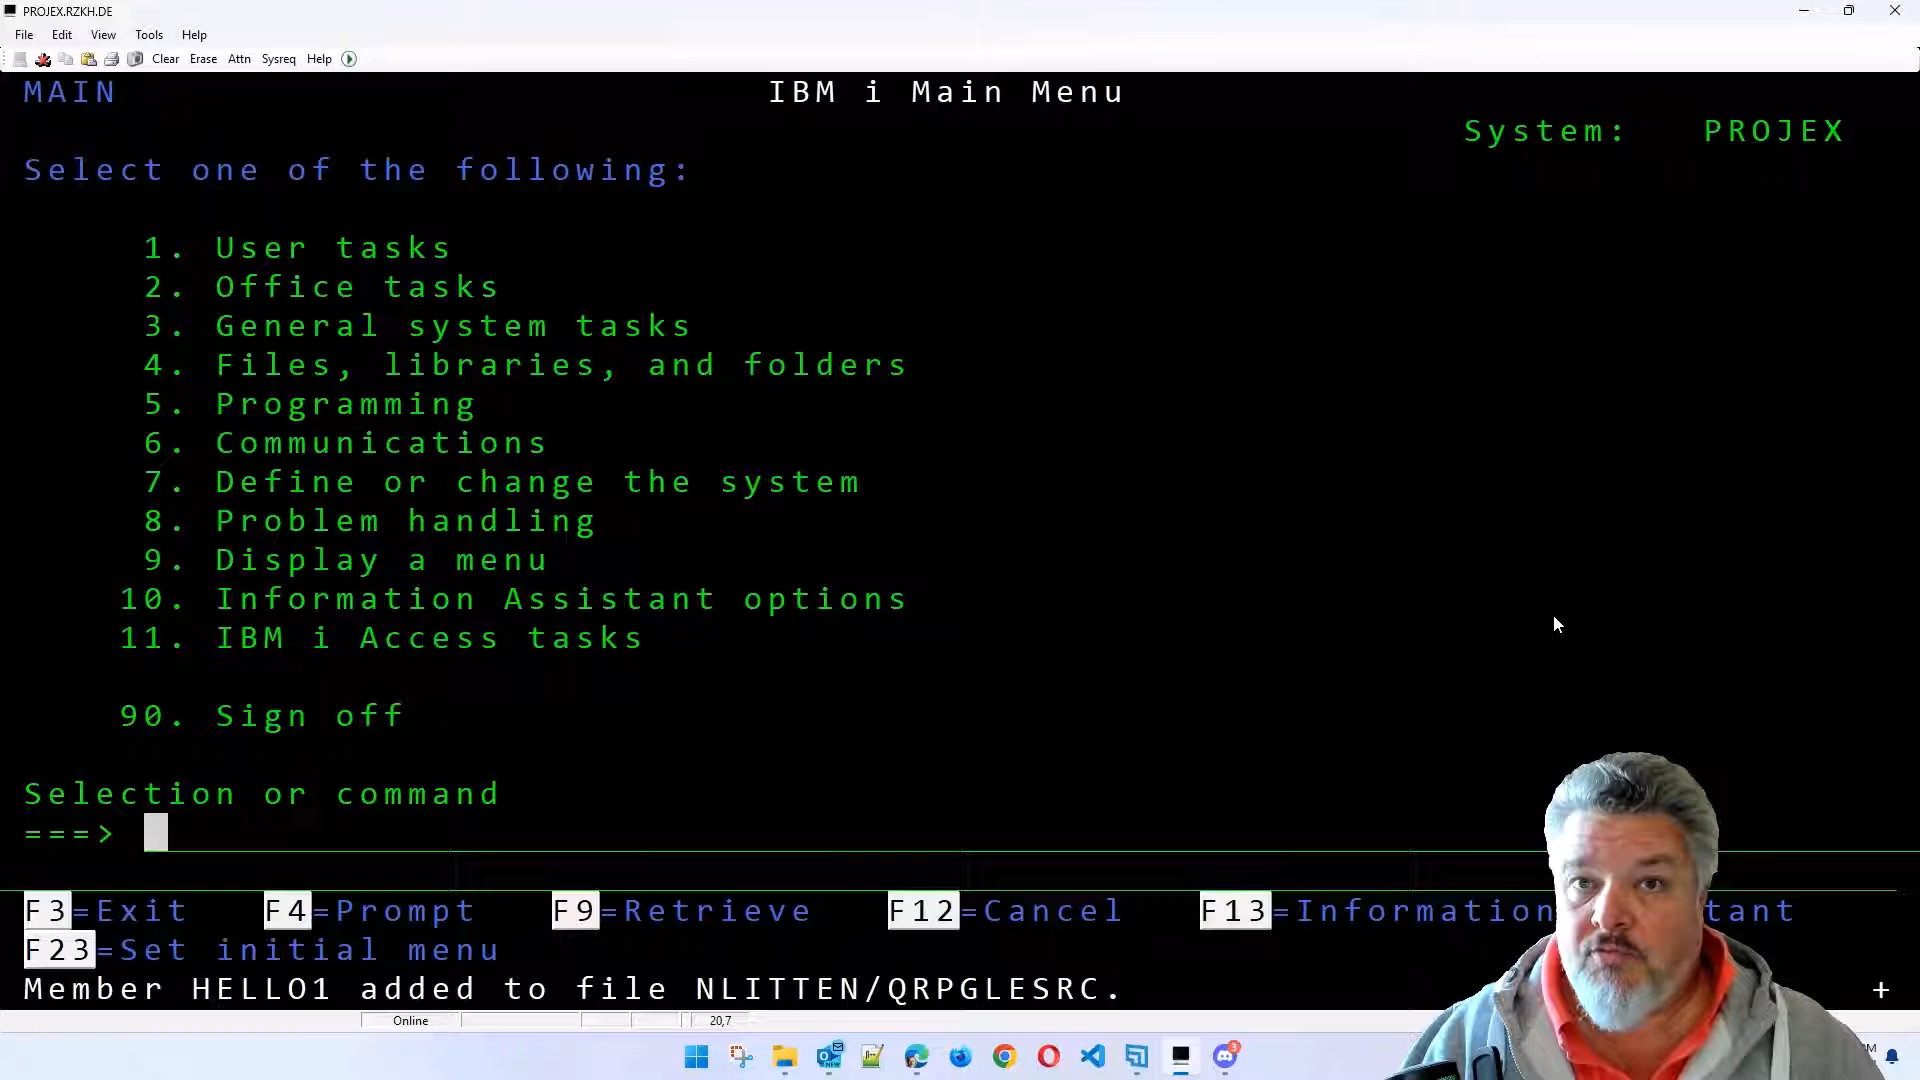 PROJEX.RZKH.DE
File Edit View Tools Help
Clear Erase Attn Sysreq Help
MAIN IBM i Main Menu
System: PROJEX
Select one of the following:
1. User tasks
2. Office tasks
3. General system tasks
4. Files, libraries, and folders
5. Programming
6. Communications
7. Define or change the system
8. Problem handling
9. Display a menu
10. Information Assistant options
11. IBM i Access tasks
90. Sign off
Selection or command
===>
F3=Exit F4=Prompt F9=Retrieve F12=Cancel F13=Information tant
F23=Set initial menu
Member HELLO1 added to file NLITTEN/QRPGLESRC. +
Online 20,7
NEW
3